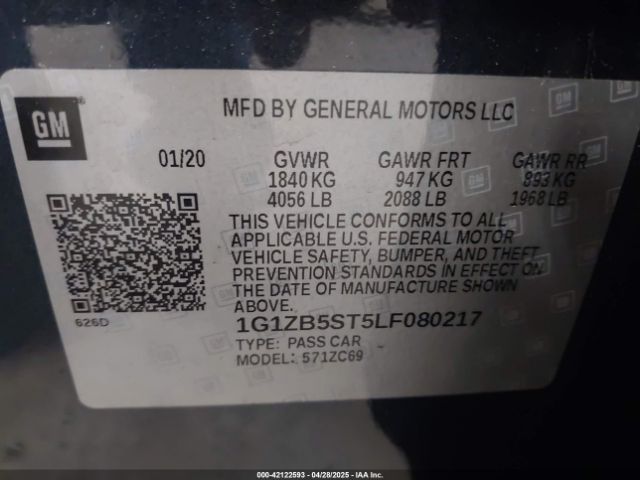 GM
MFD BY GENERAL MOTORS LLC
01/20 GVWR GAWR FRT GAWR RR
1840 KG 947 KG 893 KG
4056 LB 2088 LB 1968 LB
THIS VEHICLE CONFORMS TO ALL
APPLICABLE U.S. FEDERAL MOTOR
VEHICLE SAFETY, BUMPER, AND THEFT
PREVENTION STANDARDS IN EFFECT ON
THE DATE OF MANUFACTURE SHOWN
ABOVE.
626D
1G1ZB5ST5LF080217
TYPE: PASS CAR
MODEL: 571ZC69
000-42122593 - 04/28/2025 - IAA Inc.